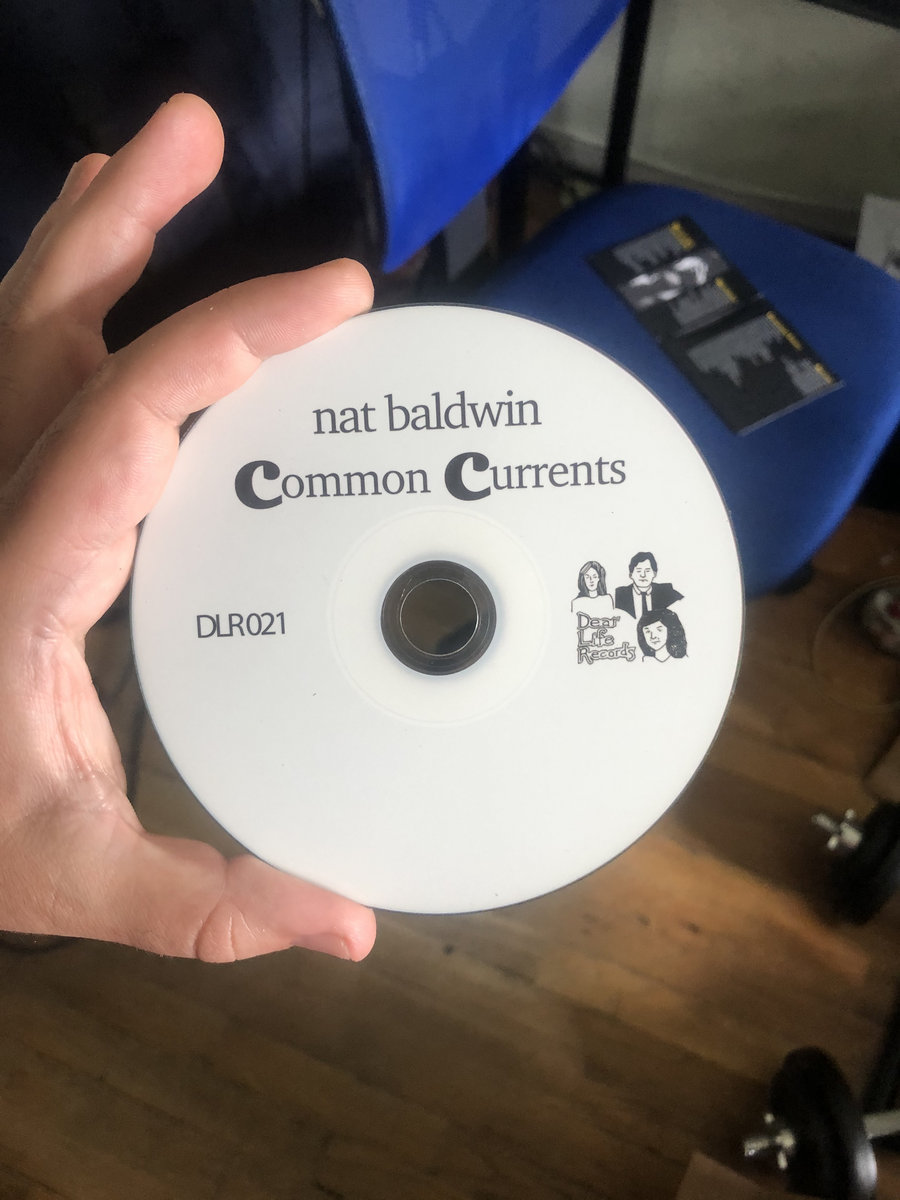 nat baldwin
Common Currents
DLR021
Dear
Life
Records